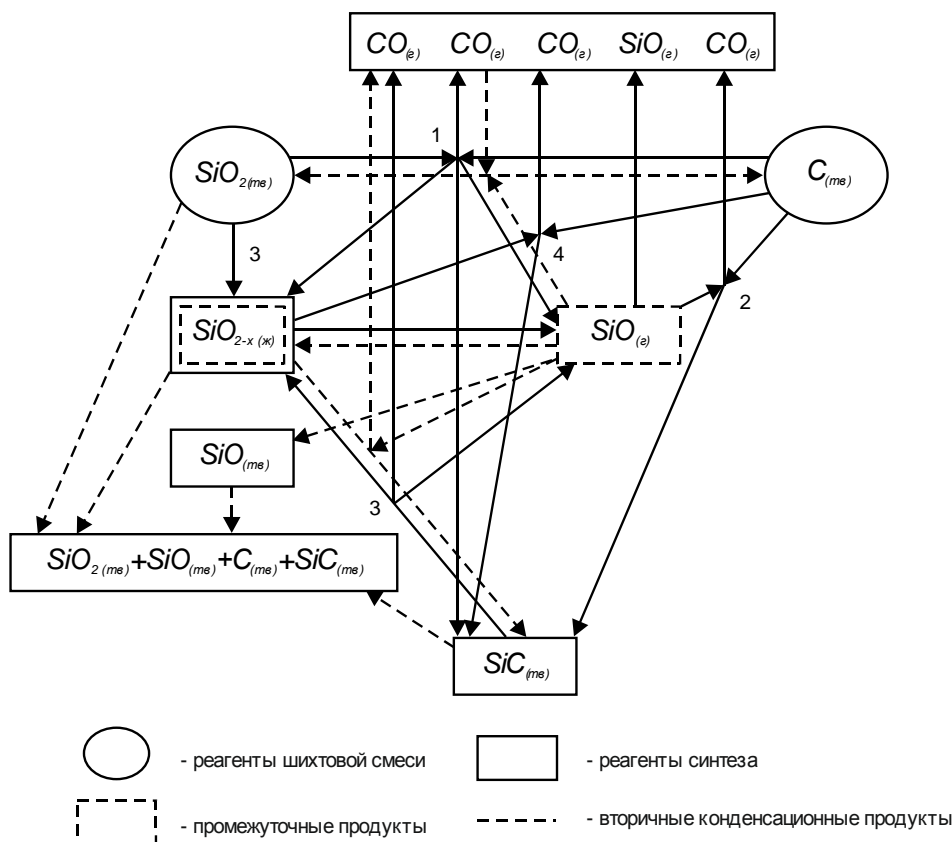 CO(г) CO(г) CO(г) SiO(г) CO(г)
1
SiO2(тв)
C(тв)
3
4
2
SiO2-x (ж)
SiO(г)
SiO(тв)
3
SiO2(тв)+SiO(тв)+C(тв)+SiC(тв)
SiC(тв)
- реагенты шихтовой смеси
- реагенты синтеза
- промежуточные продукты
- вторичные конденсационные продукты